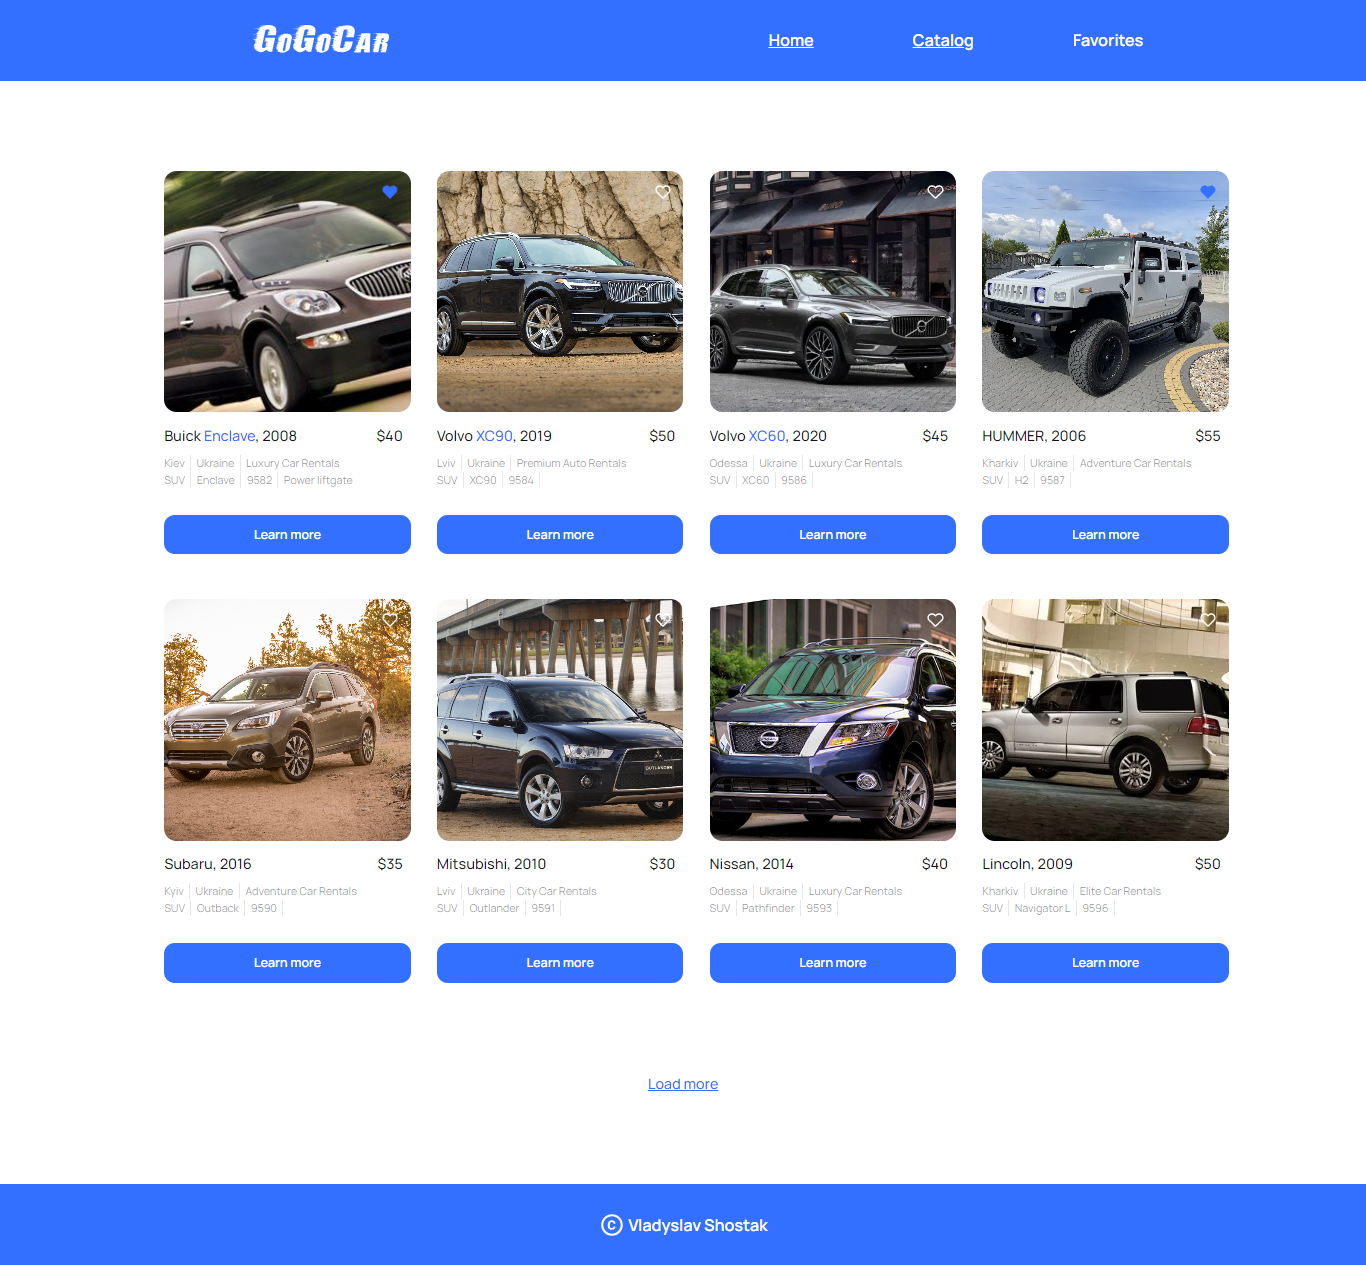 GoGoCar
Home Catalog Favorites
Buick Enclave, 2008 $40
Kiev Ukraine Luxury Car Rentals
SUV Enclave 9582 Power liftgate
Learn more
Volvo XC90, 2019 $50
Lviv Ukraine Premium Auto Rentals
SUV XC90 9584
Learn more
Volvo XC60, 2020 $45
Odessa Ukraine Luxury Car Rentals
SUV XC60 9586
Learn more
HUMMER, 2006 $55
Kharkiv Ukraine Adventure Car Rentals
SUV H2 9587
Learn more
Subaru, 2016 $35
Kyiv Ukraine Adventure Car Rentals
SUV Outback 9590
Learn more
OUTLANDER
Mitsubishi, 2010 $30
Lviv Ukraine City Car Rentals
SUV Outlander 9591
Learn more
NISSAN
Nissan, 2014 $40
Odessa Ukraine Luxury Car Rentals
SUV Pathfinder 9593
Learn more
Lincoln, 2009 $50
Kharkiv Ukraine Elite Car Rentals
SUV Navigator L 9596
Learn more
Load more
© Vladyslav Shostak